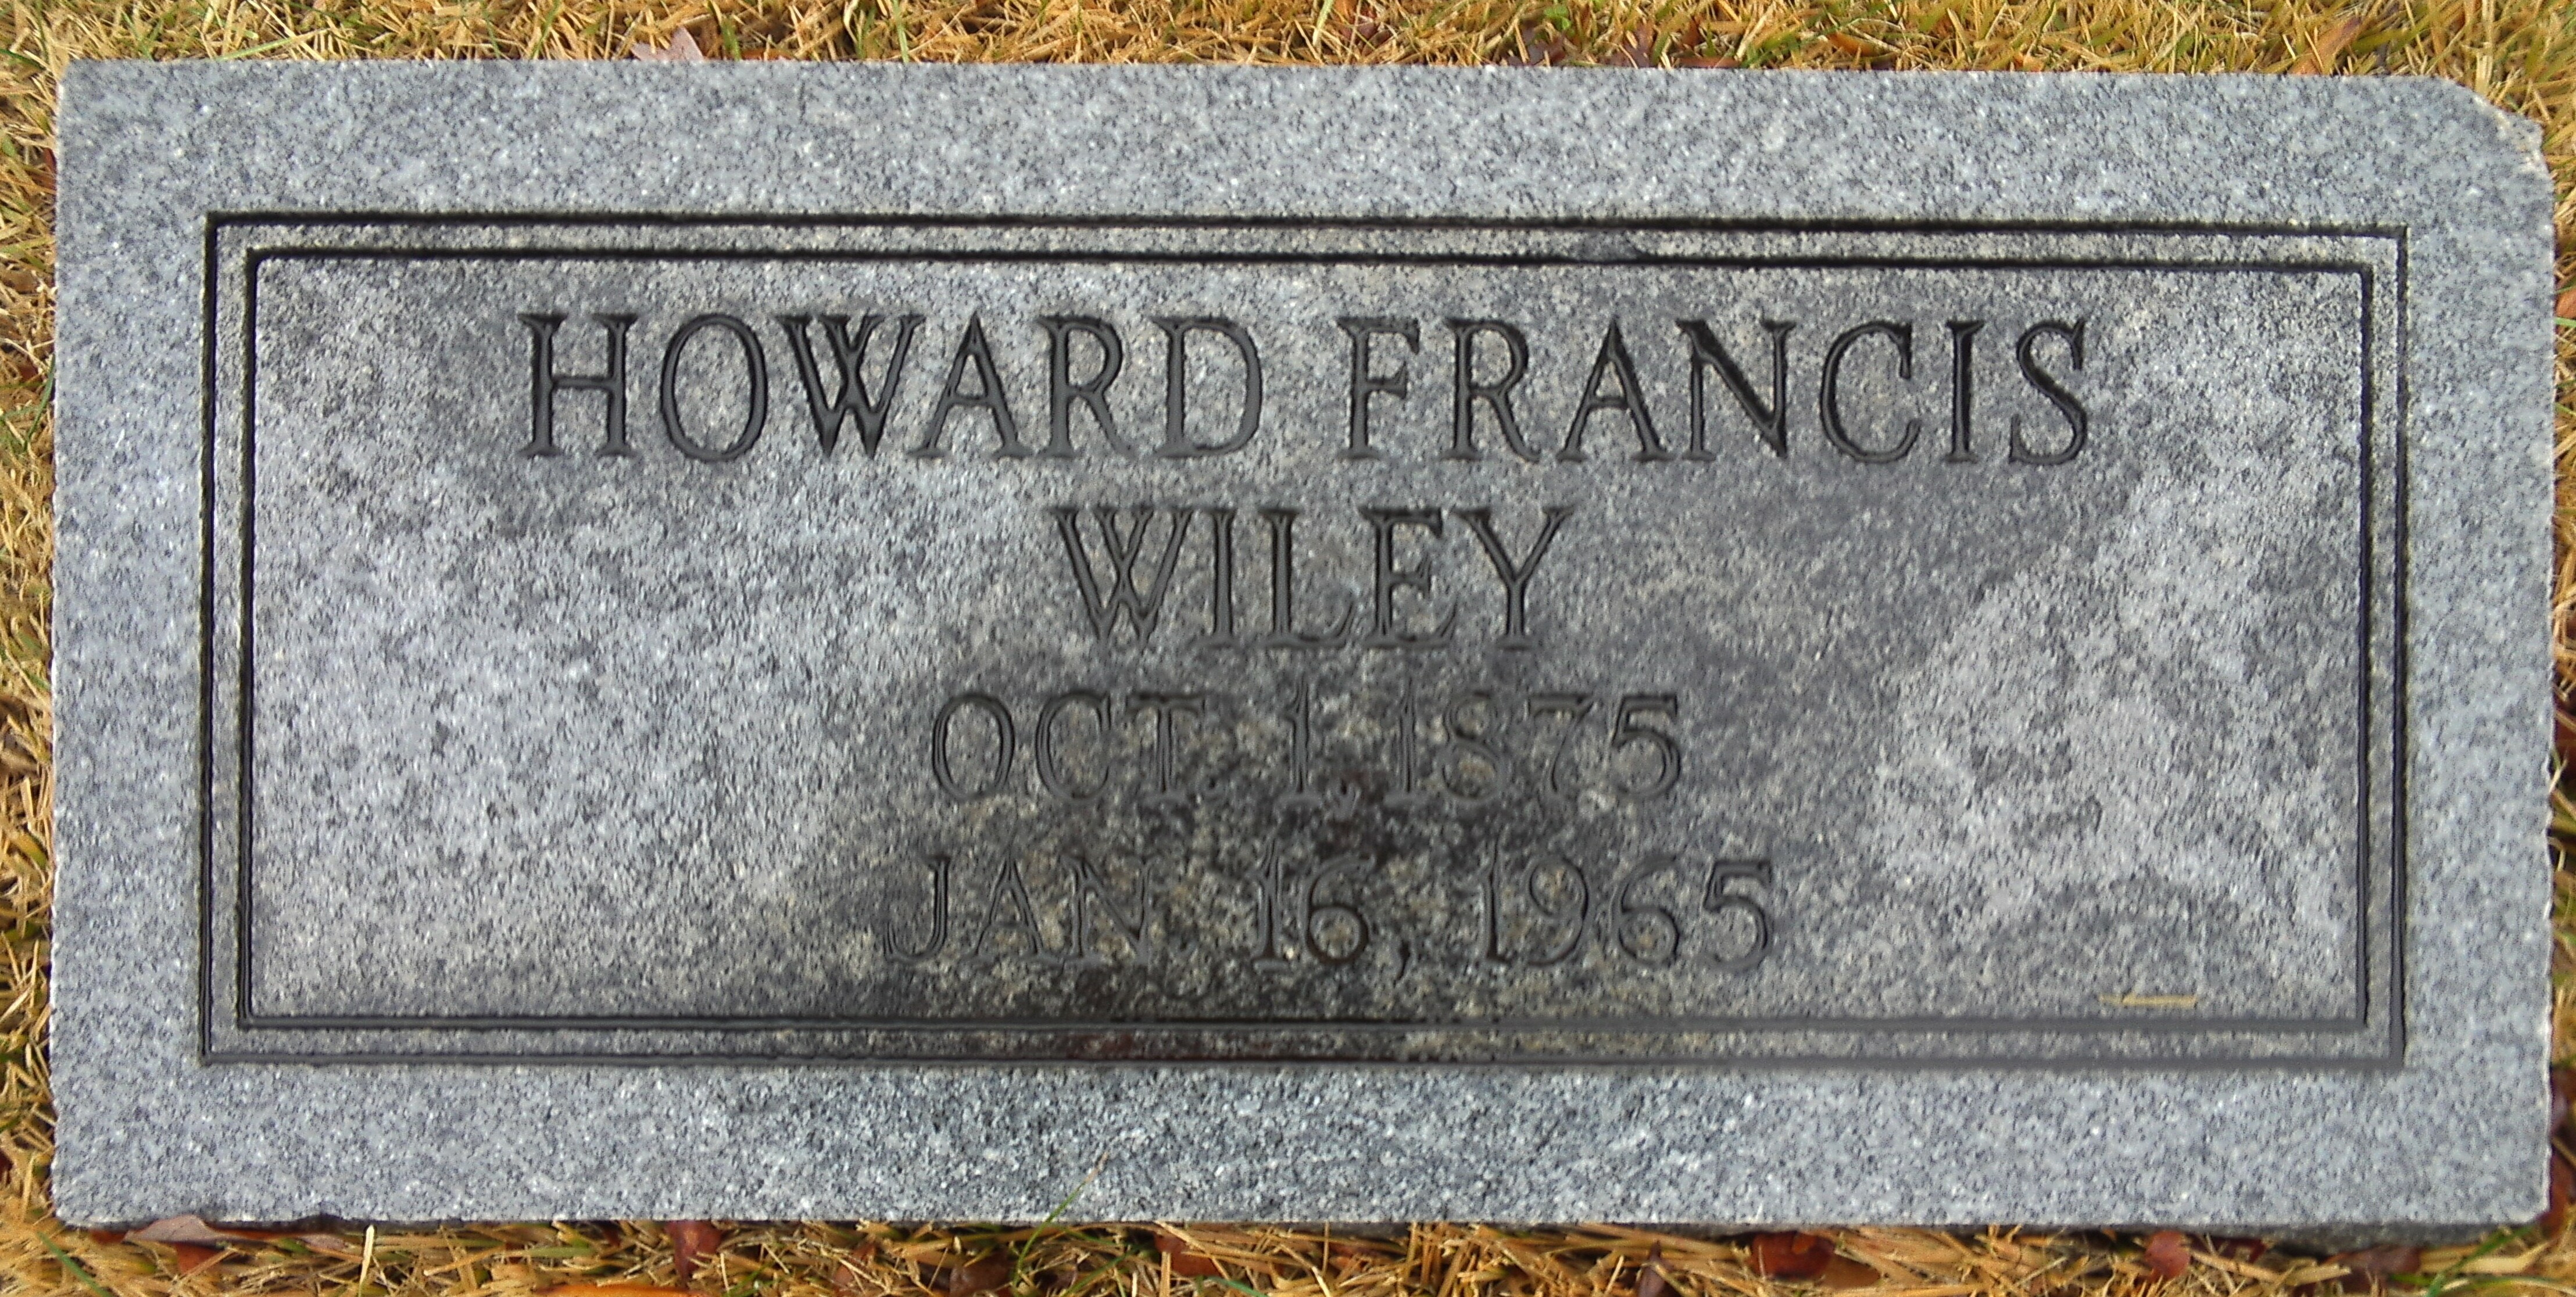 HOWARD FRANCIS
WILEY
OCT. 1, 1875
JAN 16, 1965